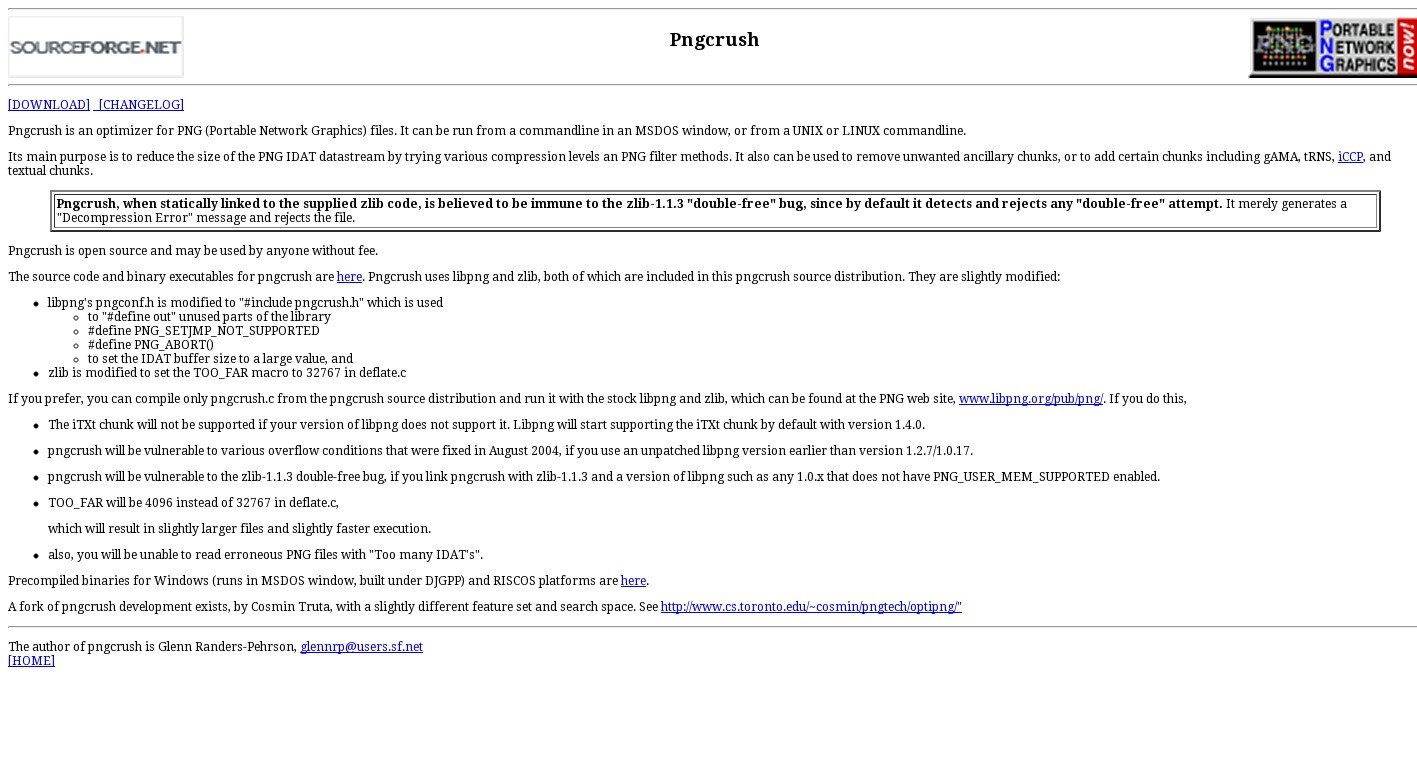 SOURCEFORGE.NET
Pngcrush
PNG
PORTABLE
NETWORK
GRAPHICS
now!
[DOWNLOAD]  [CHANGELOG]
Pngcrush is an optimizer for PNG (Portable Network Graphics) files. It can be run from a commandline in an MSDOS window, or from a UNIX or LINUX commandline.
Its main purpose is to reduce the size of the PNG IDAT datastream by trying various compression levels an PNG filter methods. It also can be used to remove unwanted ancillary chunks, or to add certain chunks including gAMA, tRNS, iCCP, and
textual chunks.
Pngcrush, when statically linked to the supplied zlib code, is believed to be immune to the zlib-1.1.3 "double-free" bug, since by default it detects and rejects any "double-free" attempt. It merely generates a
"Decompression Error" message and rejects the file.
Pngcrush is open source and may be used by anyone without fee.
The source code and binary executables for pngcrush are here. Pngcrush uses libpng and zlib, both of which are included in this pngcrush source distribution. They are slightly modified:
libpng's pngconf.h is modified to "#include pngcrush.h" which is used
to "#define out" unused parts of the library
#define PNG_SETJMP_NOT_SUPPORTED
#define PNG_ABORT()
to set the IDAT buffer size to a large value, and
zlib is modified to set the TOO_FAR macro to 32767 in deflate.c
If you prefer, you can compile only pngcrush.c from the pngcrush source distribution and run it with the stock libpng and zlib, which can be found at the PNG web site, www.libpng.org/pub/png/. If you do this,
The iTXt chunk will not be supported if your version of libpng does not support it. Libpng will start supporting the iTXt chunk by default with version 1.4.0.
pngcrush will be vulnerable to various overflow conditions that were fixed in August 2004, if you use an unpatched libpng version earlier than version 1.2.7/1.0.17.
pngcrush will be vulnerable to the zlib-1.1.3 double-free bug, if you link pngcrush with zlib-1.1.3 and a version of libpng such as any 1.0.x that does not have PNG_USER_MEM_SUPPORTED enabled.
TOO_FAR will be 4096 instead of 32767 in deflate.c,
which will result in slightly larger files and slightly faster execution.
also, you will be unable to read erroneous PNG files with "Too many IDAT's".
Precompiled binaries for Windows (runs in MSDOS window, built under DJGPP) and RISCOS platforms are here.
A fork of pngcrush development exists, by Cosmin Truta, with a slightly different feature set and search space. See http://www.cs.toronto.edu/~cosmin/pngtech/optipng/"
The author of pngcrush is Glenn Randers-Pehrson, glennrp@users.sf.net
[HOME]